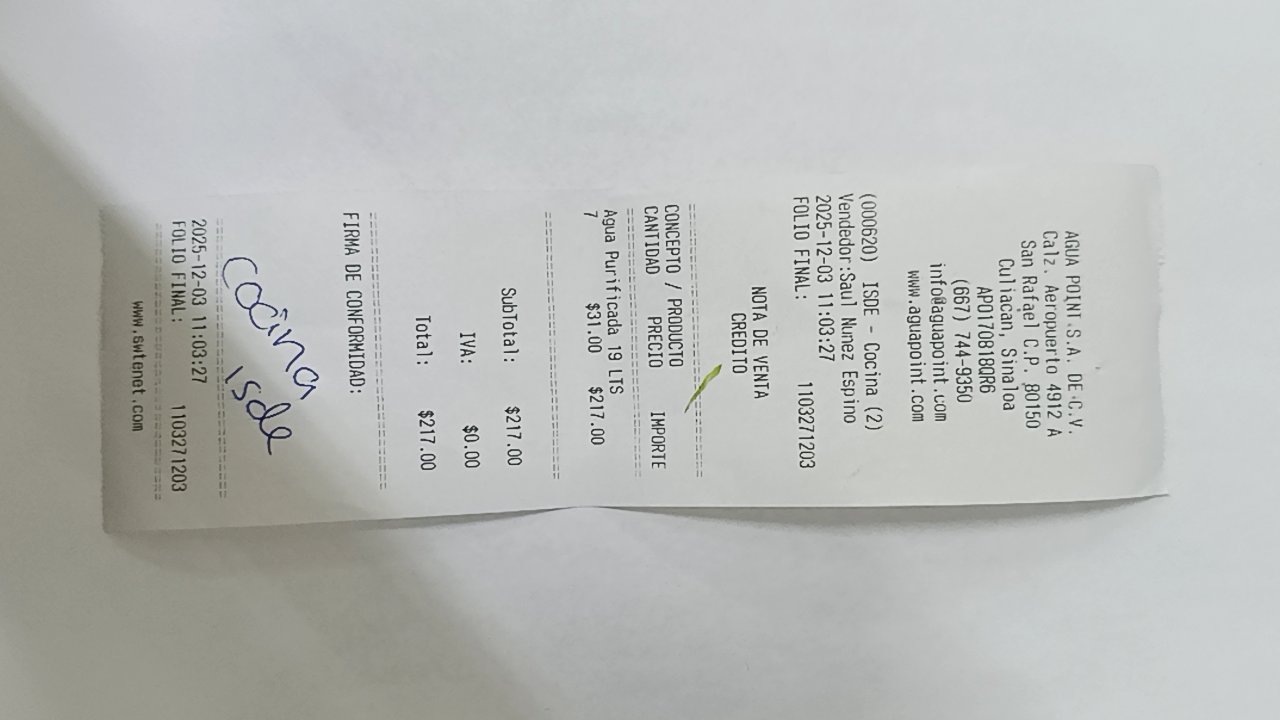 AGUA POINT.S.A. DE.C.V.
Calz. Aeropuerto 4912 A
San Rafael C.P. 80150
Culiacan, Sinaloa
APO170818QR6
(667) 744-9350
info@aguapoint.com
www.aguapoint.com
(000620) ISDE - Cocina (2)
Vendedor:Saul Nunez Espino
2025-12-03 11:03:27
FOLIO FINAL: 1103271203
NOTA DE VENTA
CREDITO
CONCEPTO / PRODUCTO
CANTIDAD PRECIO IMPORTE
Agua Purificada 19 LTS
7 $31.00 $217.00
SubTotal: $217.00
IVA: $0.00
Total: $217.00
FIRMA DE CONFORMIDAD:
Cocina
isde
2025-12-03 11:03:27
FOLIO FINAL: 1103271203
www.swtenet.com